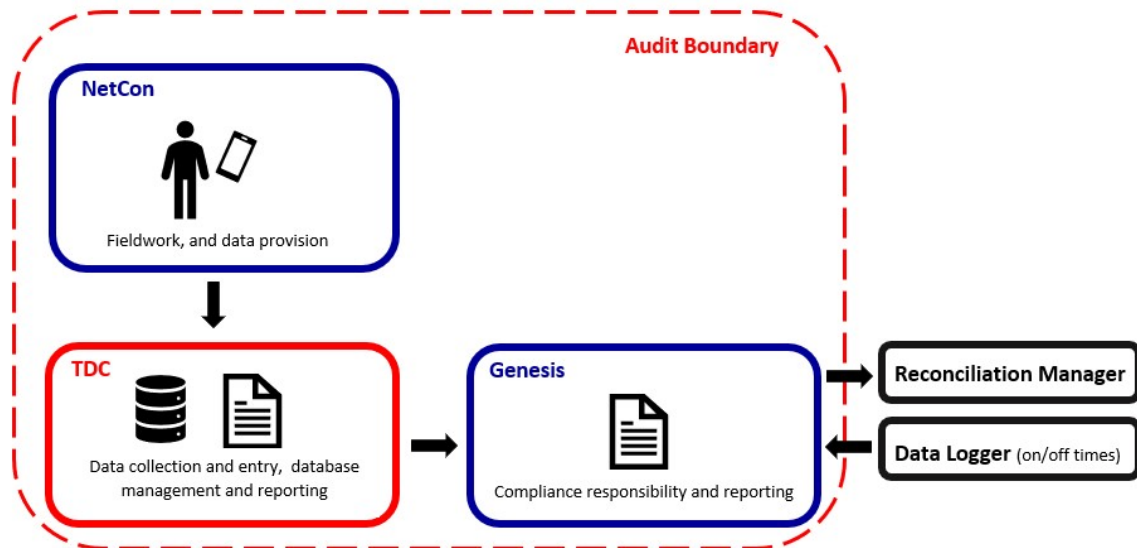 Audit Boundary
NetCon
Fieldwork, and data provision
TDC
Data collection and entry, database
management and reporting
Genesis
Compliance responsibility and reporting
Reconciliation Manager
Data Logger (on/off times)